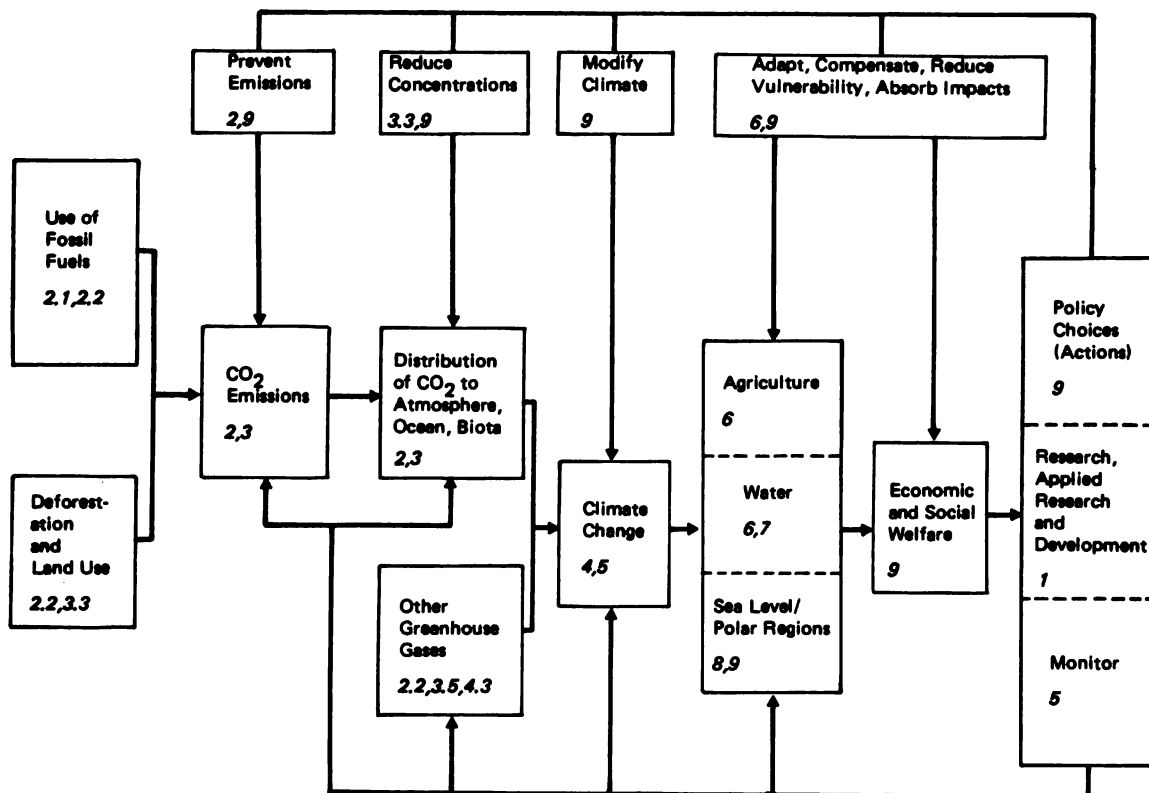 Prevent
Emissions
2,9
Reduce
Concentrations
3.3,9
Modify
Climate
9
Adapt, Compensate, Reduce
Vulnerability, Absorb Impacts
6,9
Use of
Fossil
Fuels
2.1,2.2
Deforest-
ation
and
Land Use
2.2,3.3
CO₂
Emissions
2,3
Distribution
of CO₂ to
Atmosphere,
Ocean, Biota
2,3
Other
Greenhouse
Gases
2.2,3.5,4.3
Climate
Change
4,5
Agriculture
6
Water
6,7
Sea Level/
Polar Regions
8,9
Economic
and Social
Welfare
9
Policy
Choices
(Actions)
9
Research,
Applied
Research
and
Development
1
Monitor
5